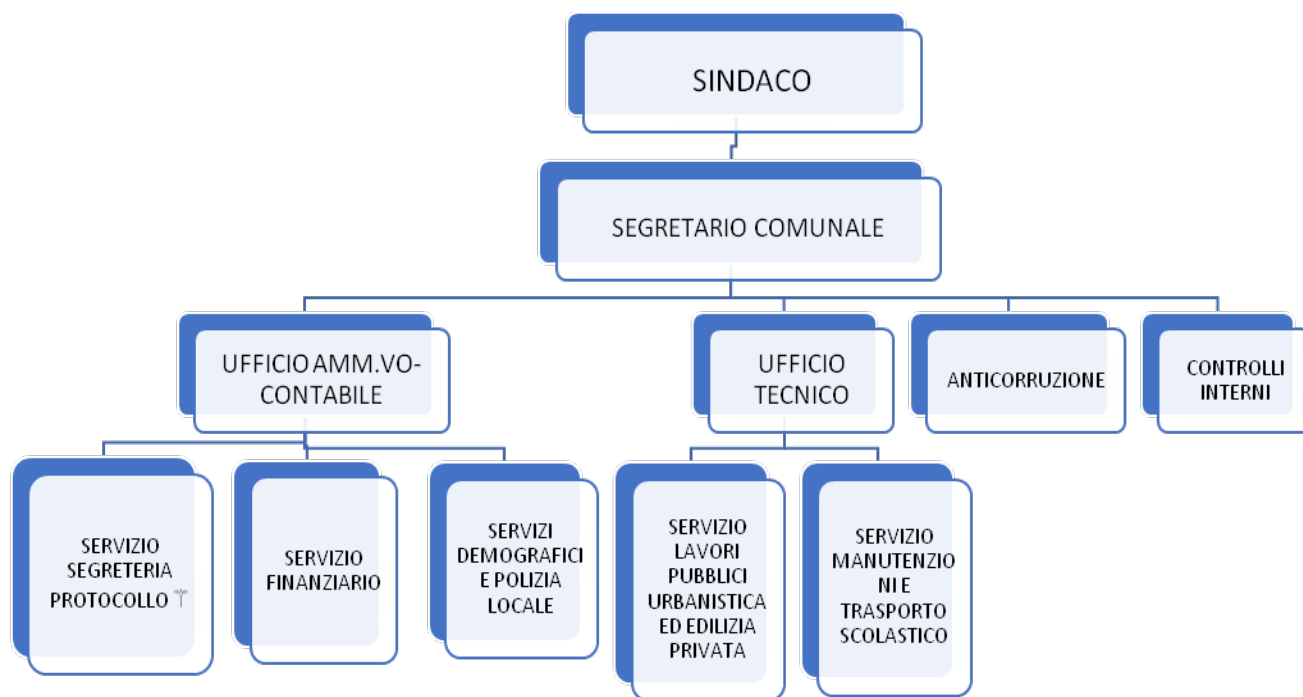 SINDACO
SEGRETARIO COMUNALE
UFFICIO AMM.VO-
CONTABILE
UFFICIO
TECNICO
ANTICORRUZIONE
CONTROLLI
INTERNI
SERVIZIO
SEGRETERIA
PROTOCOLLO
SERVIZIO
FINANZIARIO
SERVIZI
DEMOGRAFICI
E POLIZIA
LOCALE
SERVIZIO
LAVORI
PUBBLICI
URBANISTICA
ED EDILIZIA
PRIVATA
SERVIZIO
MANUTENZIO
NI E
TRASPORTO
SCOLASTICO